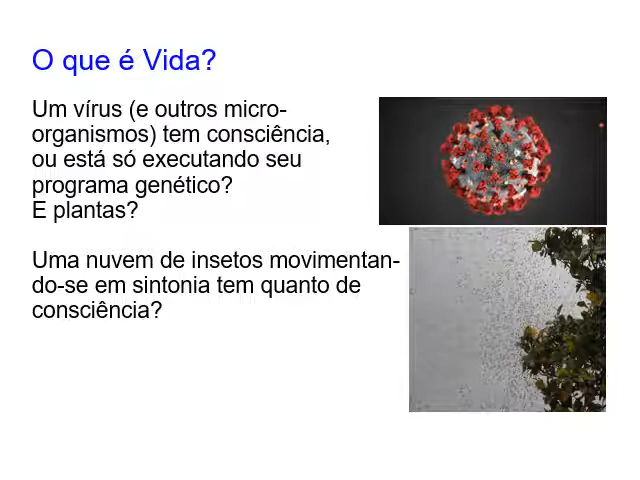 O que é Vida?
Um vírus (e outros micro-
organismos) tem consciência,
ou está só executando seu
programa genético?
E plantas?
Uma nuvem de insetos movimentan-
do-se em sintonia tem quanto de
consciência?